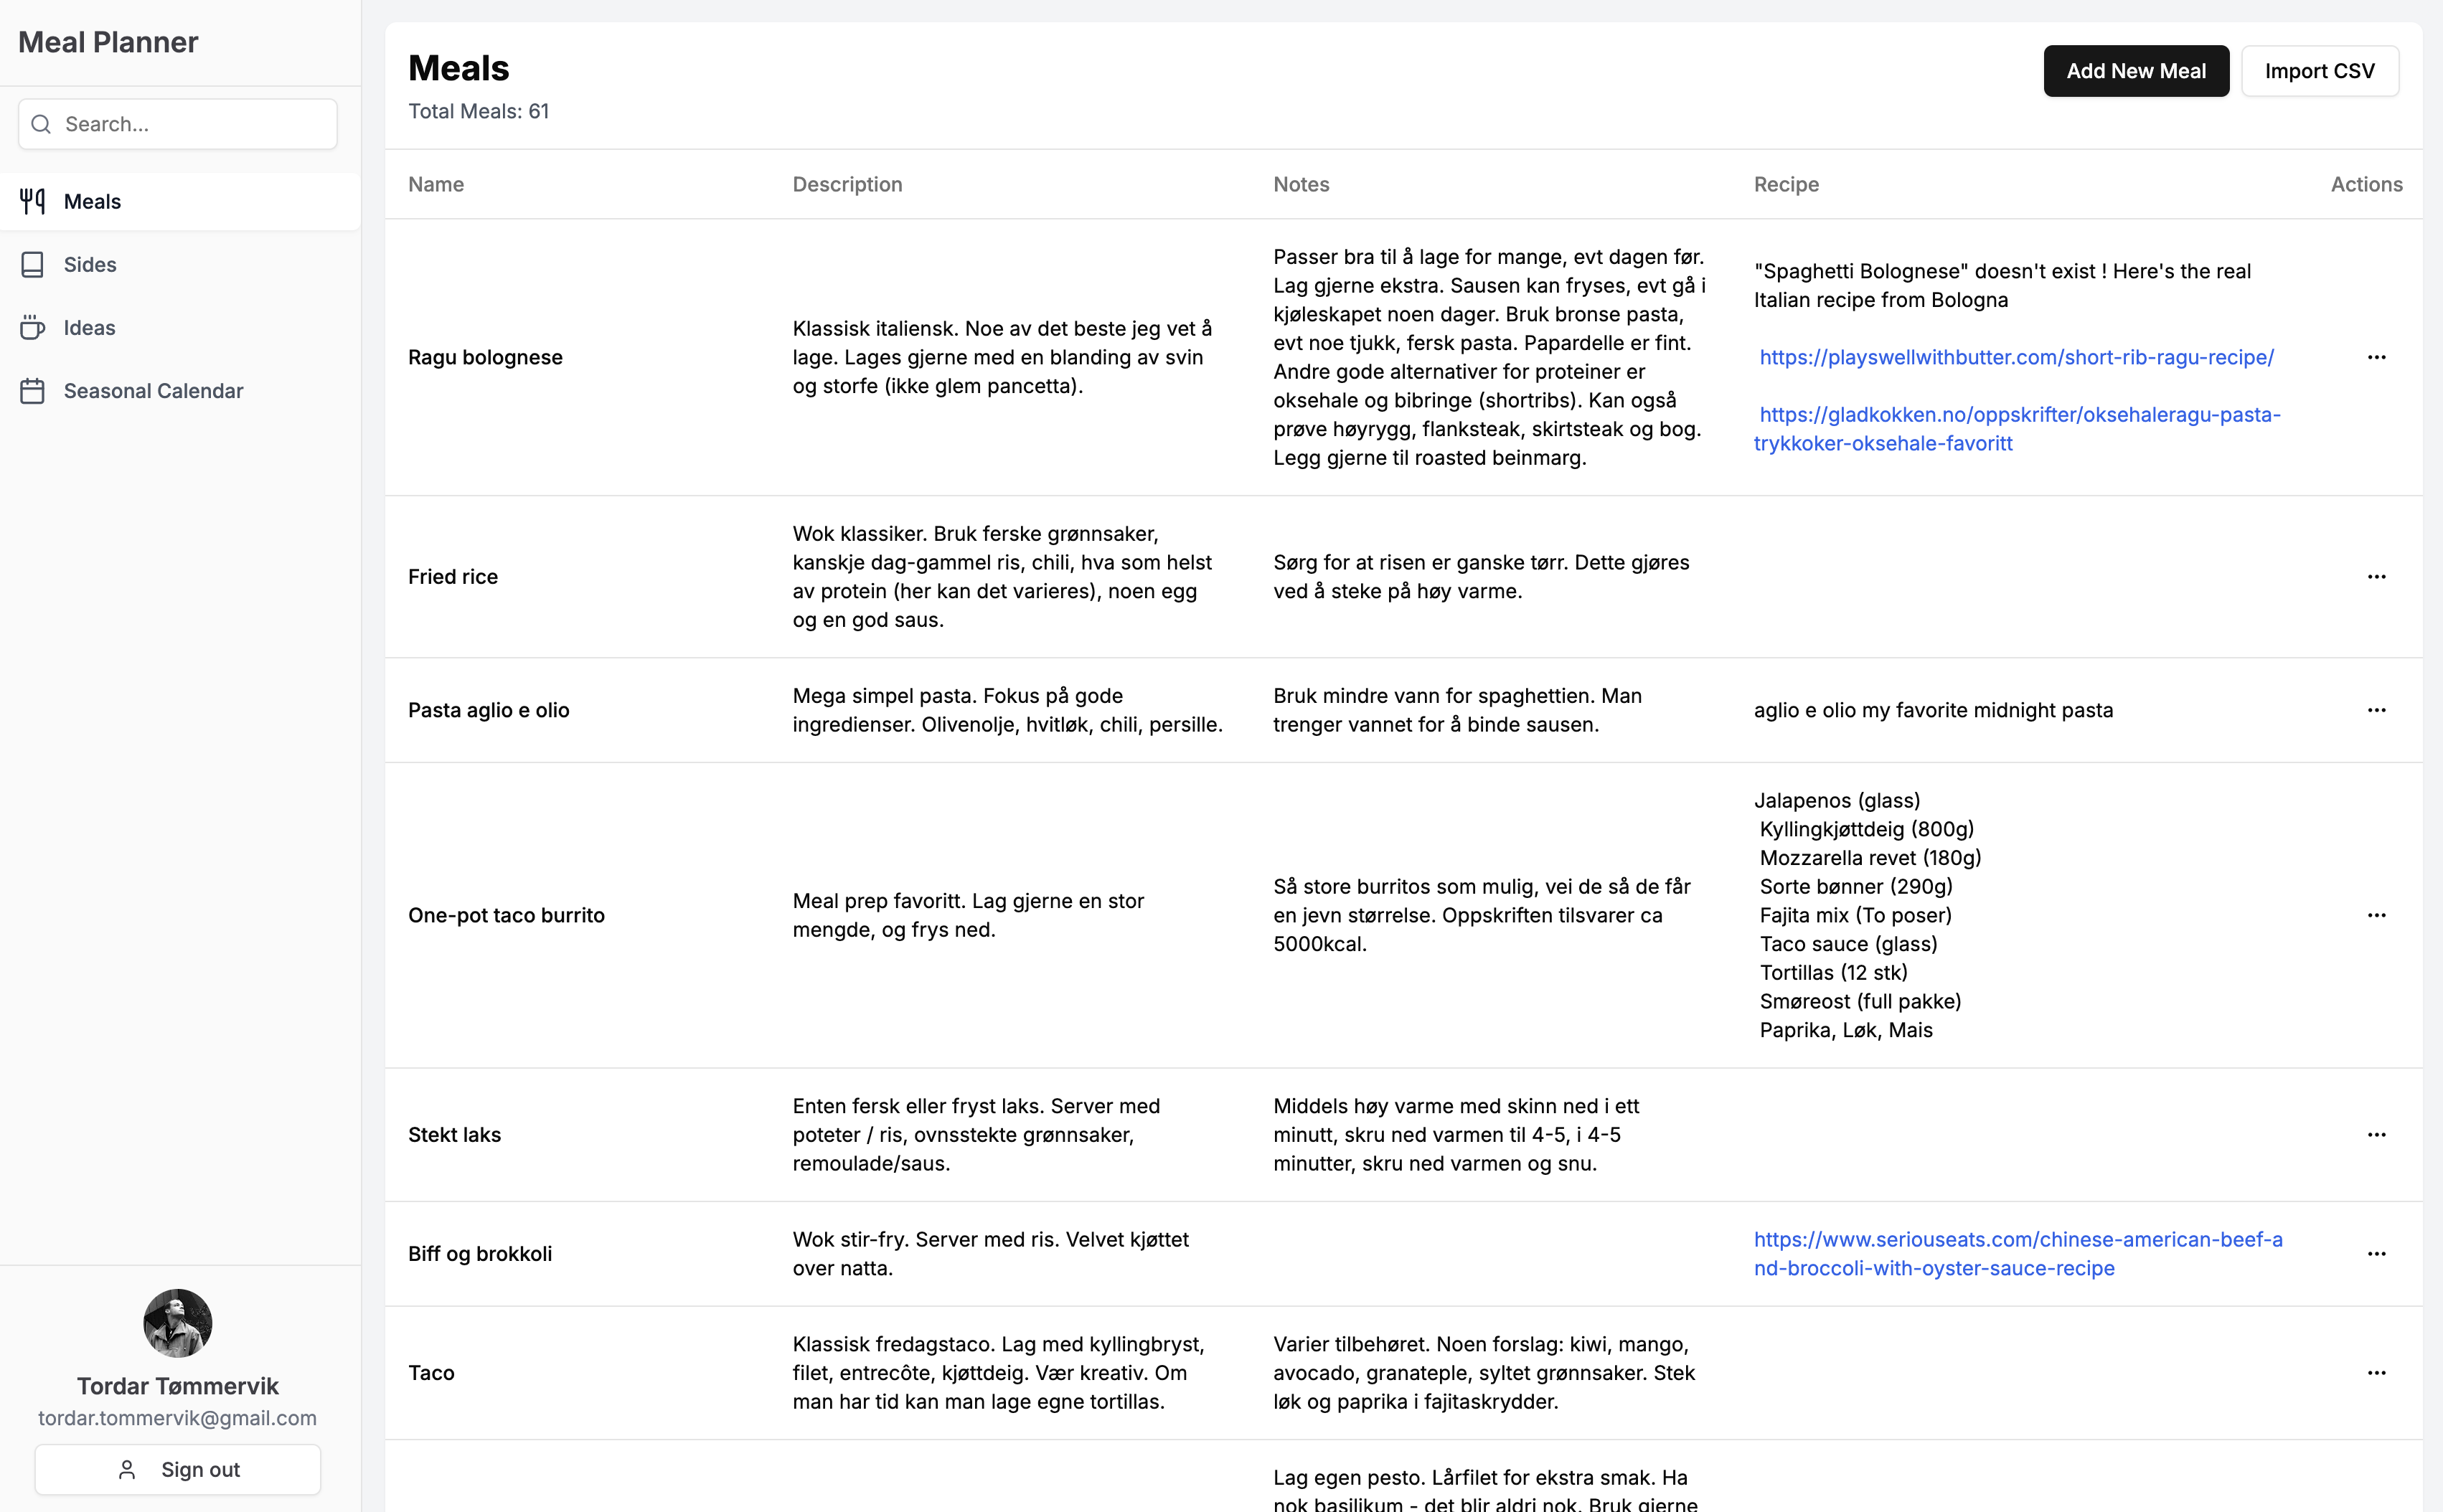 Meal Planner
Search...
Meals
Sides
Ideas
Seasonal Calendar
Tordar Tømmervik
tordar.tommervik@gmail.com
Sign out
Meals
Total Meals: 61
Add New Meal
Import CSV
Name
Description
Notes
Recipe
Actions
Ragu bolognese
Klassisk italiensk. Noe av det beste jeg vet å
lage. Lages gjerne med en blanding av svin
og storfe (ikke glem pancetta).
Passer bra til å lage for mange, evt dagen før.
Lag gjerne ekstra. Sausen kan fryses, evt gå i
kjøleskapet noen dager. Bruk bronse pasta,
evt noe tjukk, fersk pasta. Papardelle er fint.
Andre gode alternativer for proteiner er
oksehale og bibringe (shortribs). Kan også
prøve høyrygg, flanksteak, skirtsteak og bog.
Legg gjerne til roasted beinmarg.
"Spaghetti Bolognese" doesn't exist ! Here's the real
Italian recipe from Bologna
https://playswellwithbutter.com/short-rib-ragu-recipe/
https://gladkokken.no/oppskrifter/oksehaleragu-pasta-
trykkoker-oksehale-favoritt
Fried rice
Wok klassiker. Bruk ferske grønnsaker,
kanskje dag-gammel ris, chili, hva som helst
av protein (her kan det varieres), noen egg
og en god saus.
Sørg for at risen er ganske tørr. Dette gjøres
ved å steke på høy varme.
Pasta aglio e olio
Mega simpel pasta. Fokus på gode
ingredienser. Olivenolje, hvitløk, chili, persille.
Bruk mindre vann for spaghettien. Man
trenger vannet for å binde sausen.
aglio e olio my favorite midnight pasta
One-pot taco burrito
Meal prep favoritt. Lag gjerne en stor
mengde, og frys ned.
Så store burritos som mulig, vei de så de får
en jevn størrelse. Oppskriften tilsvarer ca
5000kcal.
Jalapenos (glass)
Kyllingkjøttdeig (800g)
Mozzarella revet (180g)
Sorte bønner (290g)
Fajita mix (To poser)
Taco sauce (glass)
Tortillas (12 stk)
Smøreost (full pakke)
Paprika, Løk, Mais
Stekt laks
Enten fersk eller fryst laks. Server med
poteter / ris, ovnsstekte grønnsaker,
remoulade/saus.
Middels høy varme med skinn ned i ett
minutt, skru ned varmen til 4-5, i 4-5
minutter, skru ned varmen og snu.
Biff og brokkoli
Wok stir-fry. Server med ris. Velvet kjøttet
over natta.
https://www.seriouseats.com/chinese-american-beef-a
nd-broccoli-with-oyster-sauce-recipe
Taco
Klassisk fredagstaco. Lag med kyllingbryst,
filet, entrecôte, kjøttdeig. Vær kreativ. Om
man har tid kan man lage egne tortillas.
Varier tilbehøret. Noen forslag: kiwi, mango,
avocado, granateple, syltet grønnsaker. Stek
løk og paprika i fajitaskrydder.
Lag egen pesto. Lårfilet for ekstra smak. Ha
nok basilikum - det blir aldri nok. Bruk gjerne